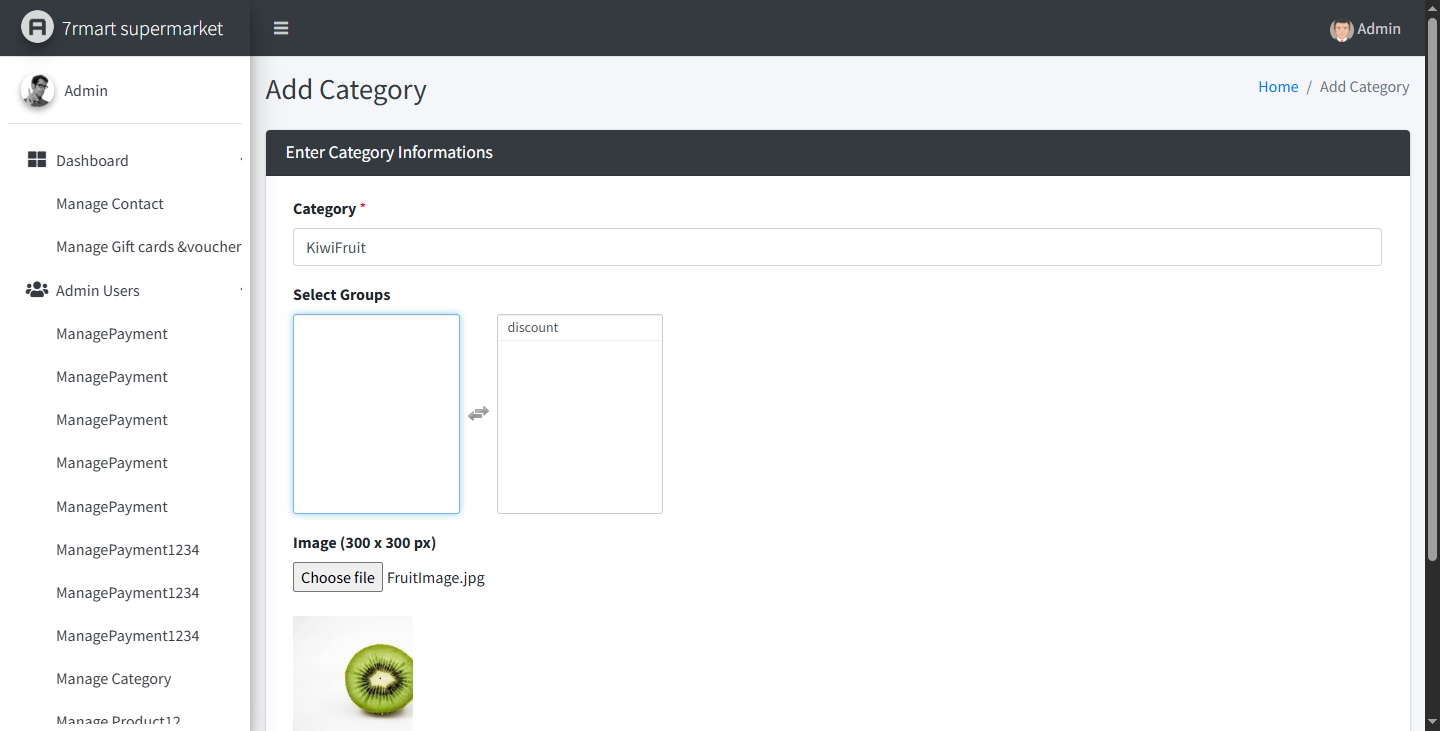 7rmart supermarket
Admin
Admin
Add Category
Home / Add Category
Dashboard
Manage Contact
Manage Gift cards &voucher
Admin Users
ManagePayment
ManagePayment
ManagePayment
ManagePayment
ManagePayment
ManagePayment1234
ManagePayment1234
ManagePayment1234
Manage Category
Manage Product12
Enter Category Informations
Category *
KiwiFruit
Select Groups
discount
Image (300 x 300 px)
Choose file FruitImage.jpg